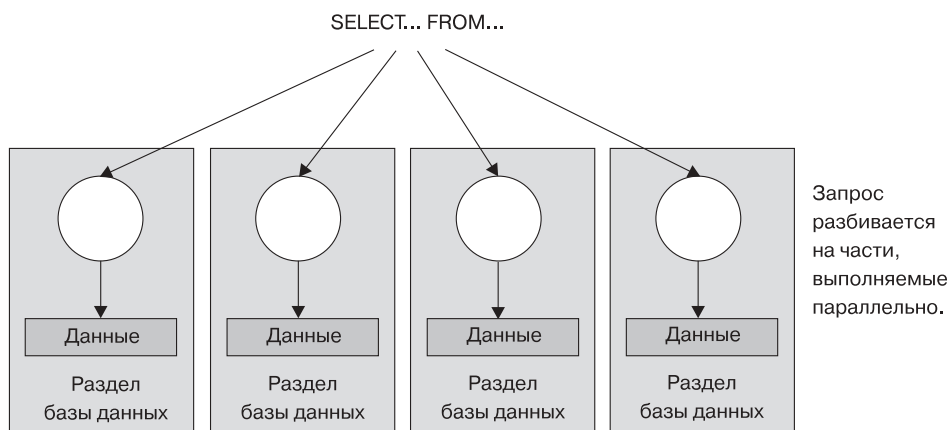 SELECT... FROM...
Запрос
разбивается
на части,
выполняемые
параллельно.
Данные
Данные
Данные
Данные
Раздел
базы данных
Раздел
базы данных
Раздел
базы данных
Раздел
базы данных